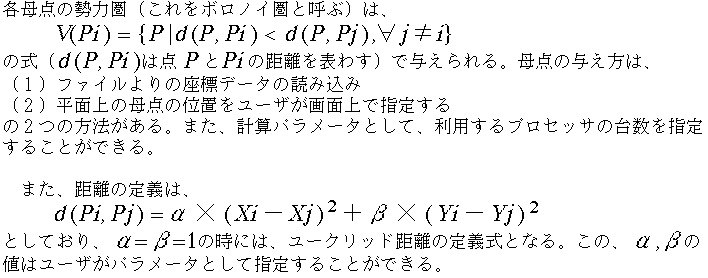 各母点の勢力圏（これをボロノイ圏と呼ぶ）は、
V(Pi)={P|d(P,Pi)<d(P,Pj),∀j≠i}
の式（d(P,Pi)は点PとPiの距離を表わす）で与えられる。母点の与え方は、
（１）ファイルよりの座標データの読み込み
（２）平面上の母点の位置をユーザが画面上で指定する
の２つの方法がある。また、計算パラメータとして、利用するプロセッサの台数を指定
することができる。
また、距離の定義は、
d(Pi,Pj)=α×(Xi−Xj)²＋β×(Yi−Yj)²
としており、α=β=1の時には、ユークリッド距離の定義式となる。この、α,βの
値はユーザがパラメータとして指定することができる。